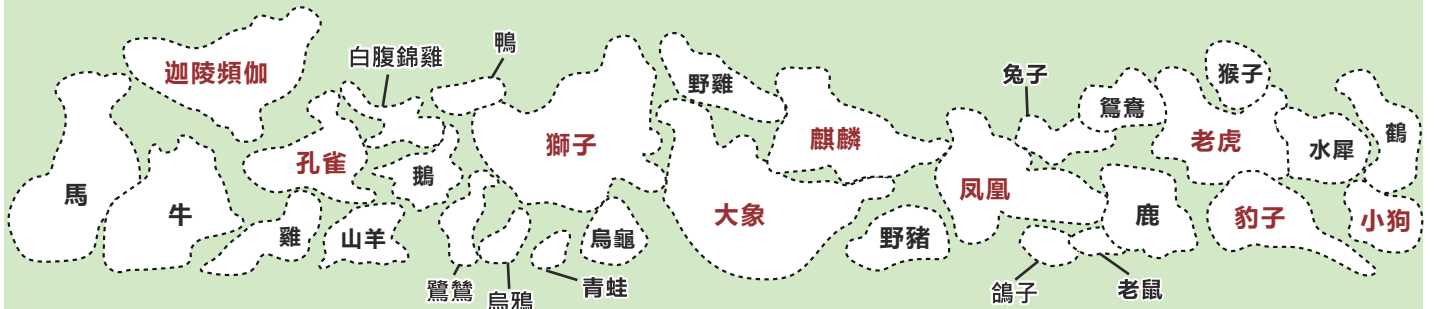 迦陵頻伽
白腹錦雞
鴨
野雞
兔子
鴛鴦
猴子
馬
牛
孔雀
鵝
獅子
麒麟
老虎
水犀
鶴
雞
山羊
烏龜
大象
野豬
鳳凰
鹿
豹子
小狗
鷺鷥
烏鴉
青蛙
鴿子
老鼠